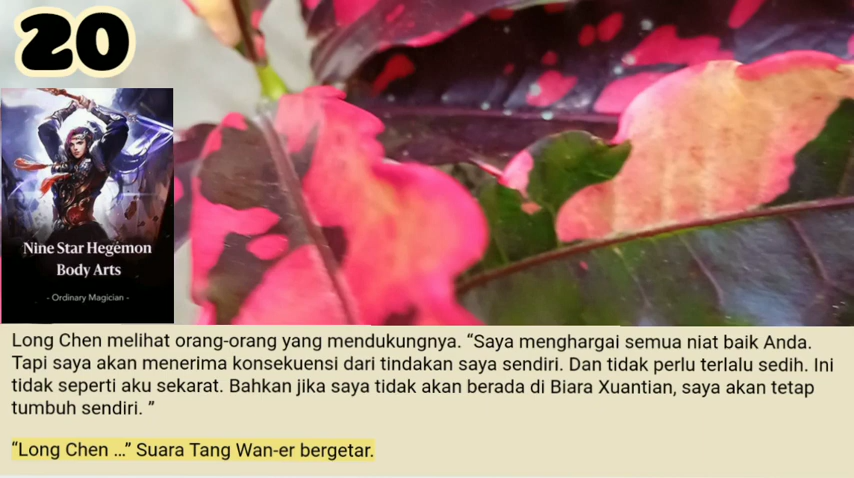 20
Nine Star Hegemon
Body Arts
- Ordinary Magician -
Long Chen melihat orang-orang yang mendukungnya. “Saya menghargai semua niat baik Anda.
Tapi saya akan menerima konsekuensi dari tindakan saya sendiri. Dan tidak perlu terlalu sedih. Ini
tidak seperti aku sekarat. Bahkan jika saya tidak akan berada di Biara Xuantian, saya akan tetap
tumbuh sendiri. ”
“Long Chen …” Suara Tang Wan-er bergetar.